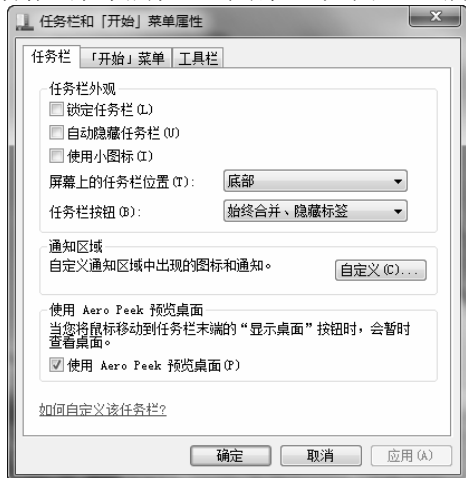 任务栏和「开始」菜单属性
任务栏 「开始」菜单 工具栏
任务栏外观
锁定任务栏(L)
自动隐藏任务栏(U)
使用小图标(I)
屏幕上的任务栏位置(T): 底部
任务栏按钮(B): 始终合并、隐藏标签
通知区域
自定义通知区域中出现的图标和通知。 自定义(C)...
使用 Aero Peek 预览桌面
当您将鼠标移动到任务栏末端的“显示桌面”按钮时，会暂时
查看桌面。
使用 Aero Peek 预览桌面(P)
如何自定义该任务栏?
确定 取消 应用(A)